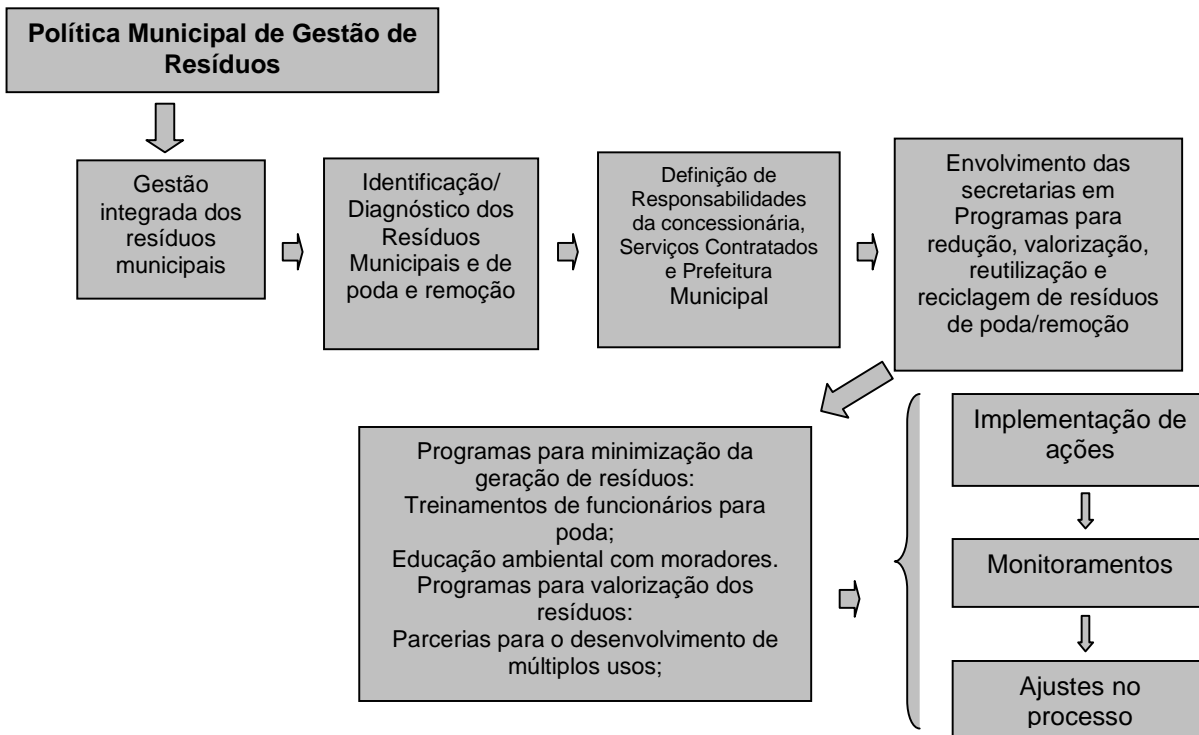 Política Municipal de Gestão de
Resíduos
Gestão
integrada dos
resíduos
municipais
Identificação/
Diagnóstico dos
Resíduos
Municipais e de
poda e remoção
Definição de
Responsabilidades
da concessionária,
Serviços Contratados
e Prefeitura
Municipal
Envolvimento das
secretarias em
Programas para
redução, valorização,
reutilização e
reciclagem de resíduos
de poda/remoção
Programas para minimização da
geração de resíduos:
Treinamentos de funcionários para
poda;
Educação ambiental com moradores.
Programas para valorização dos
resíduos:
Parcerias para o desenvolvimento de
múltiplos usos;
Implementação de
ações
Monitoramentos
Ajustes no
processo